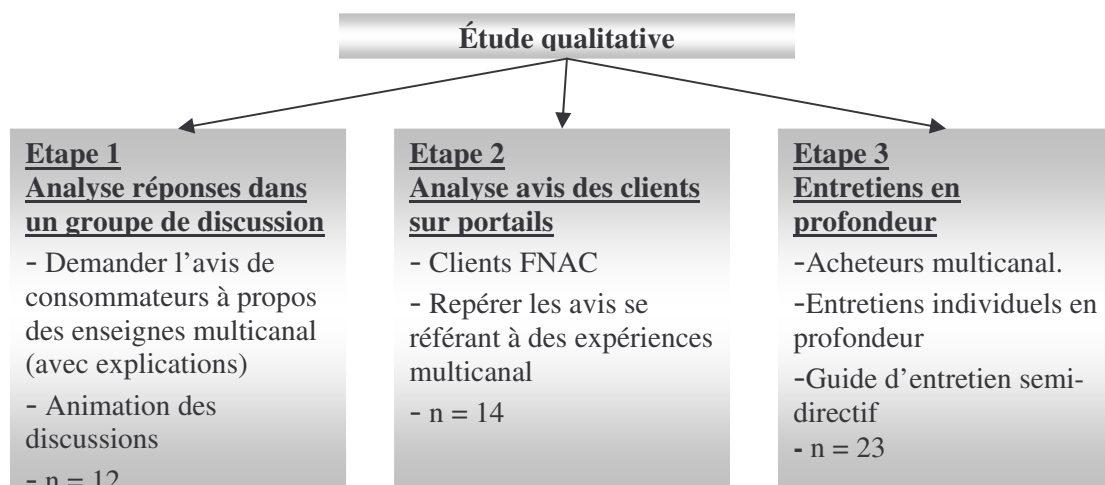 Étude qualitative
Etape 1
Analyse réponses dans
un groupe de discussion
- Demander l’avis de
consommateurs à propos
des enseignes multicanal
(avec explications)
- Animation des
discussions
- n = 12
Etape 2
Analyse avis des clients
sur portails
- Clients FNAC
- Repérer les avis se
référant à des expériences
multicanal
- n = 14
Etape 3
Entretiens en
profondeur
-Acheteurs multicanal.
-Entretiens individuels en
profondeur
-Guide d’entretien semi-
directif
- n = 23